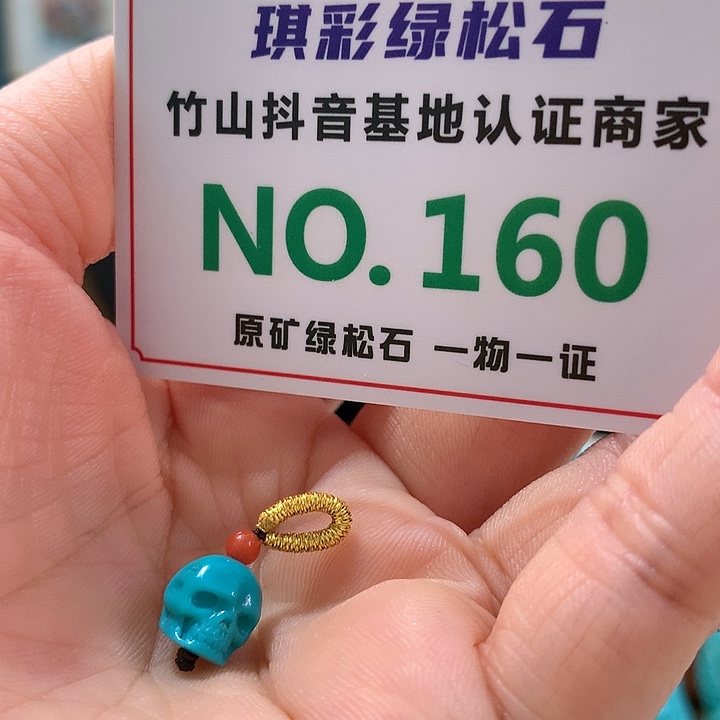 琪彩绿松石
竹山抖音基地认证商家
NO.160
原矿绿松石 一物一证